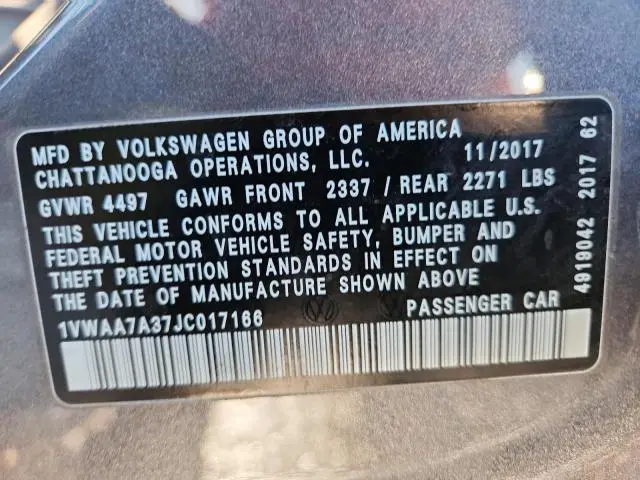 MFD BY VOLKSWAGEN GROUP OF AMERICA
CHATTANOOGA OPERATIONS, LLC. 11/2017
GVWR 4497 GAWR FRONT 2337 / REAR 2271 LBS
THIS VEHICLE CONFORMS TO ALL APPLICABLE U.S.
FEDERAL MOTOR VEHICLE SAFETY, BUMPER AND
THEFT PREVENTION STANDARDS IN EFFECT ON
THE DATE OF MANUFACTURE SHOWN ABOVE
1VWAA7A37JC017166 PASSENGER CAR
4919042 2017 62